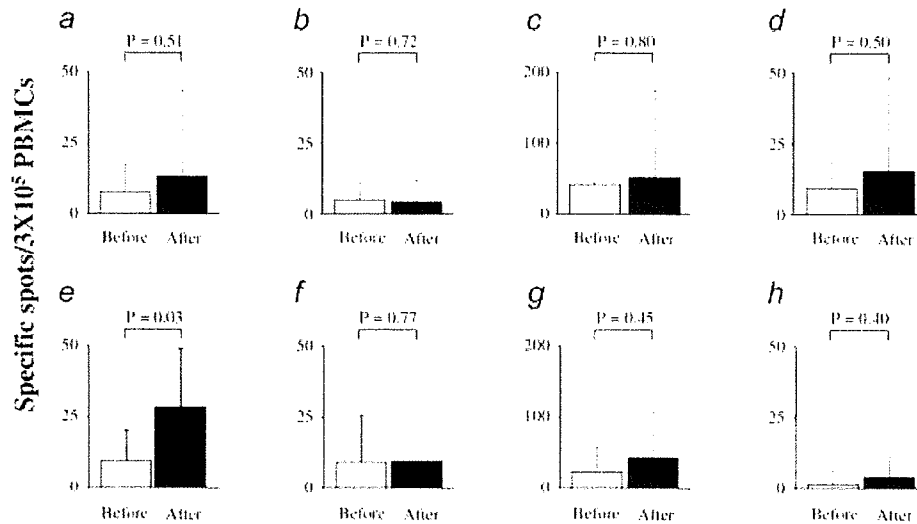 a b c d
P = 0.51 P = 0.72 P = 0.80 P = 0.50
50 50 200 50
25 25 100 25
0 0 0 0
Before After Before After Before After Before After
e f g h
P = 0.03 P = 0.77 P = 0.45 P = 0.40
50 50 200 50
25 25 100 25
0 0 0 0
Before After Before After Before After Before After
Specific spots/3X10⁵ PBMCs